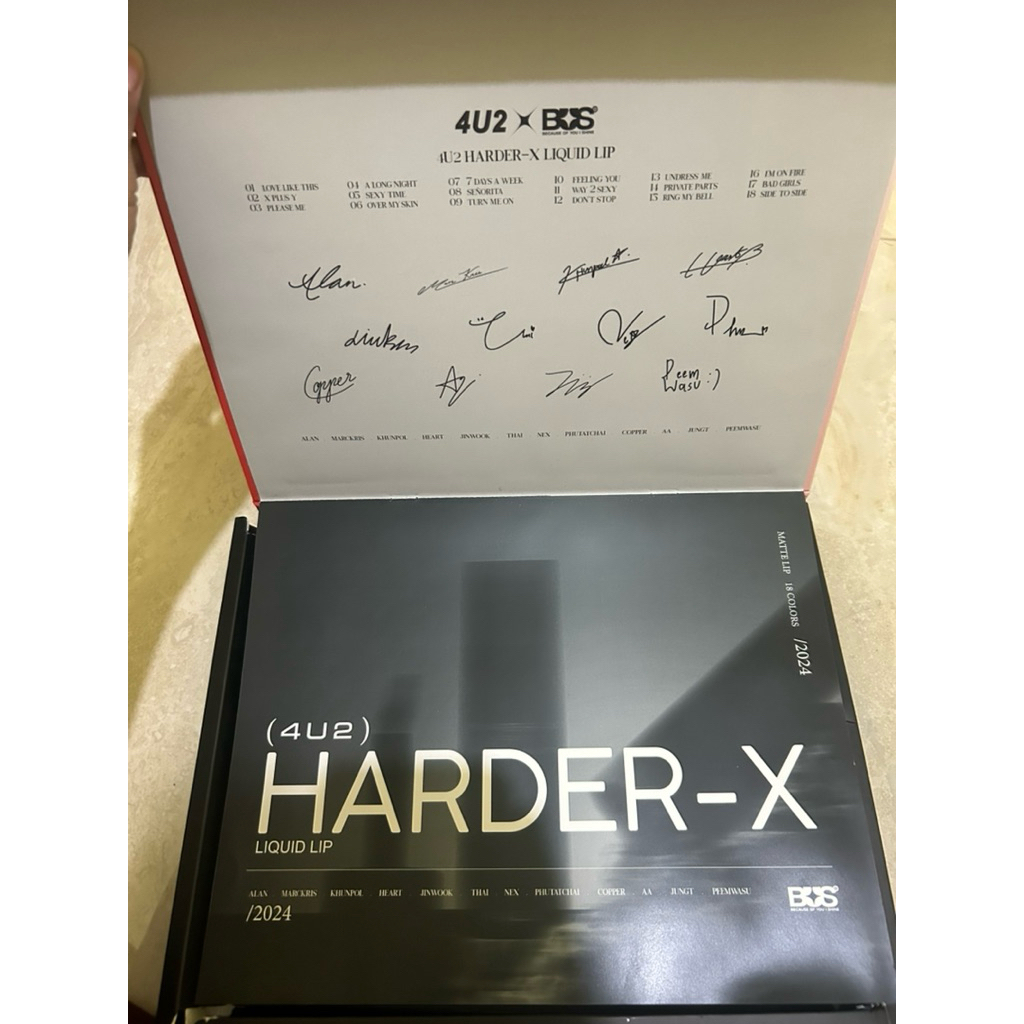 4U2 BUS
BECAUSE OF YOU I SHINE
4U2 HARDER-X LIQUID LIP
01 LOVE LIKE THIS
02 X PLUS Y
03 PLEASE ME
04 A LONG NIGHT
05 SEXY TIME
06 OVER MY SKIN
07 7 DAYS A WEEK
08 SEÑORITA
09 TURN ME ON
10 FEELING YOU
11 WAY 2 SEXY
12 DON'T STOP
13 UNDRESS ME
14 PRIVATE PARTS
15 RING MY BELL
16 I'M ON FIRE
17 BAD GIRLS
18 SIDE TO SIDE
Alan.
Copper
Peem
Wasu :)
ALAN MARCKRIS KHUNPOL HEART JINWOOK THAI NEX PHUTATCHAI COPPER AA JUNGT PEEMWASU
MATTE LIP 18 COLORS /2024
(4U2)
HARDER-X
LIQUID LIP
ALAN MARCKRIS KHUNPOL HEART JINWOOK THAI NEX PHUTATCHAI COPPER AA JUNGT PEEMWASU
/2024
BUS
BECAUSE OF YOU I SHINE